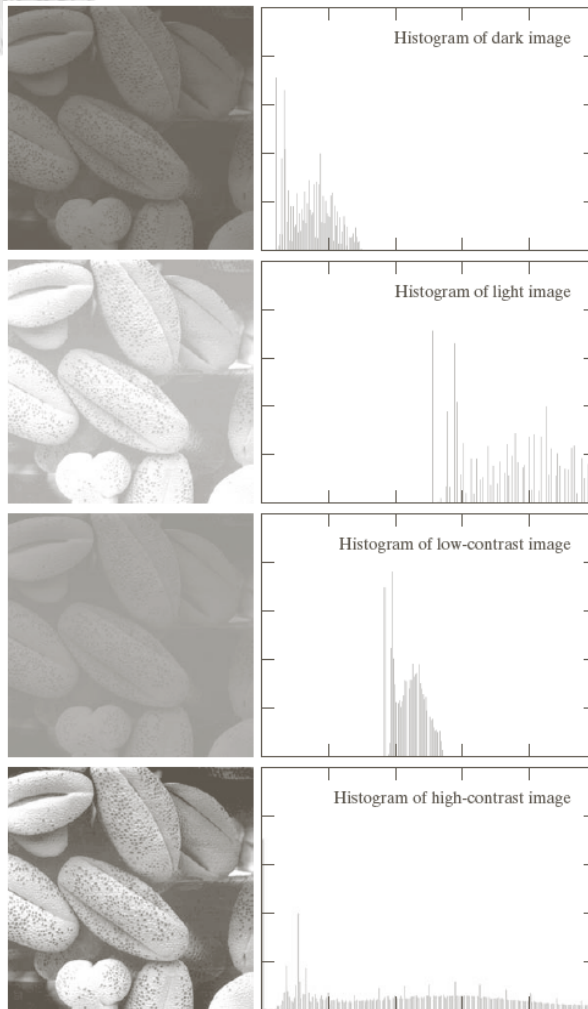 Histogram of dark image
Histogram of light image
Histogram of low-contrast image
Histogram of high-contrast image